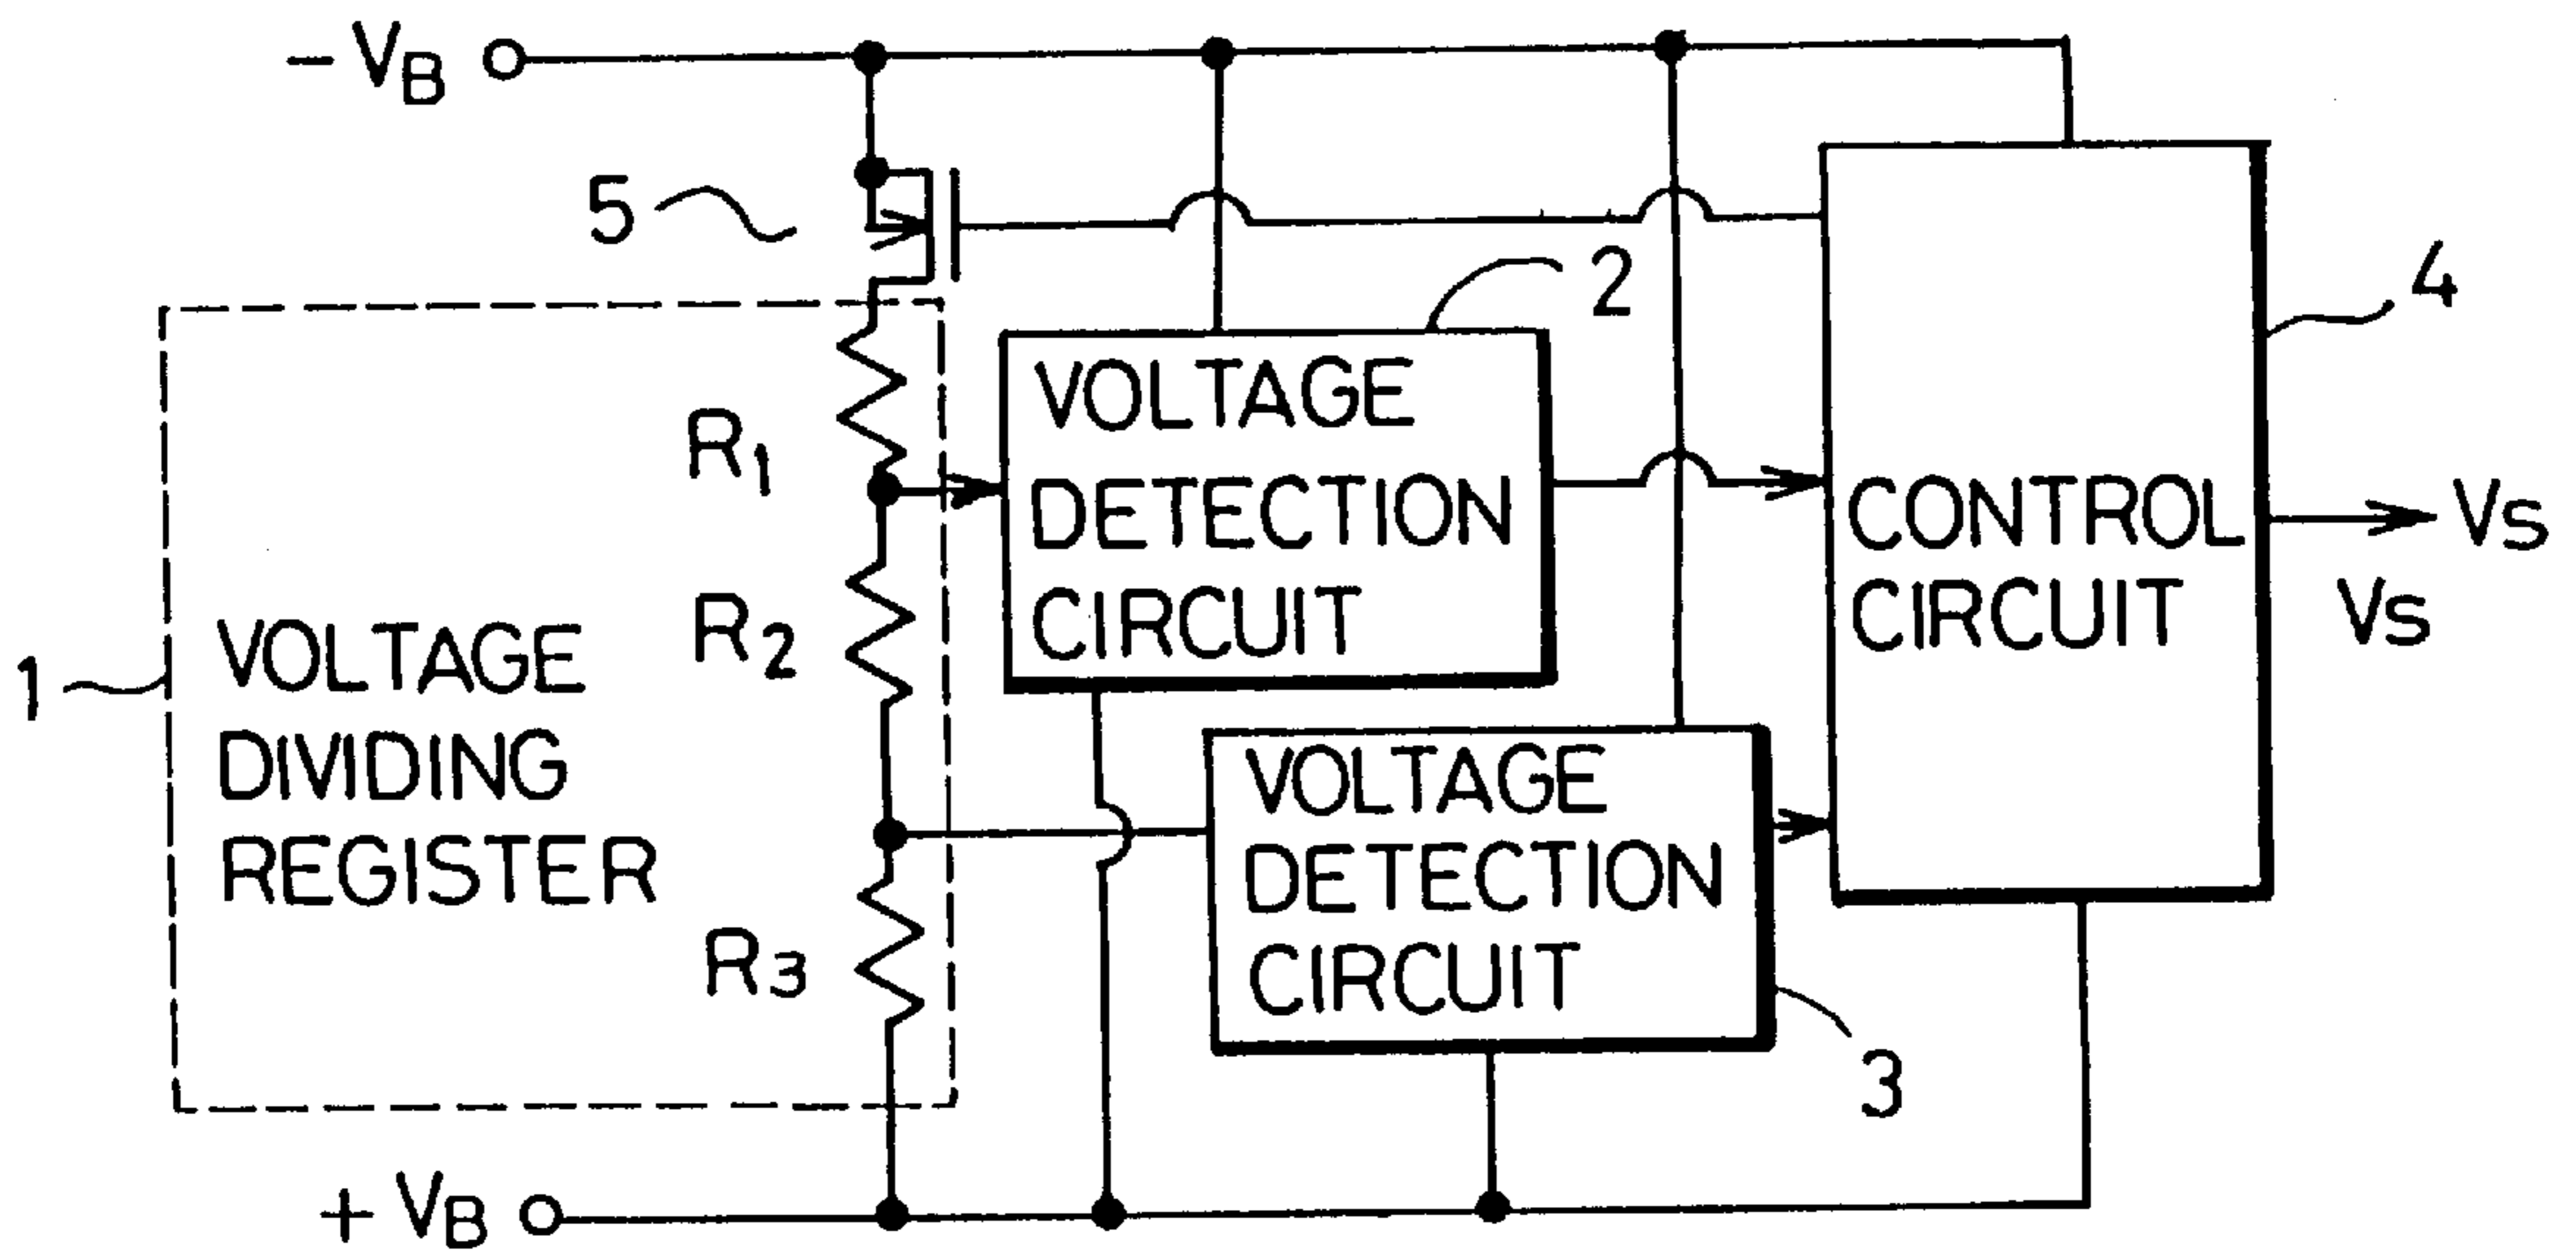 − VB
5
2
4
VOLTAGE
DETECTION
CIRCUIT
R1
CONTROL
CIRCUIT
VS
VS
R2
1
VOLTAGE
DIVIDING
REGISTER
VOLTAGE
DETECTION
CIRCUIT
R3
3
+ VB